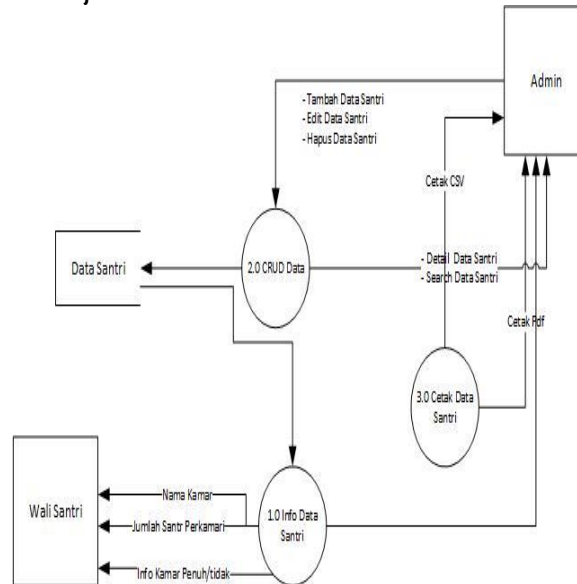 Admin
- Tambah Data Santri
- Edit Data Santri
- Hapus Data Santri
Cetak CSV
Data Santri
2.0 CRUD Data
- Detail Data Santri
- Search Data Santri
Cetak Pdf
3.0 Cetak Data
Santri
Wali Santri
Nama Kamar
Jumlah Santr Perkamari
Info Kamar Penuh/tidak
1.0 Info Data
Santri